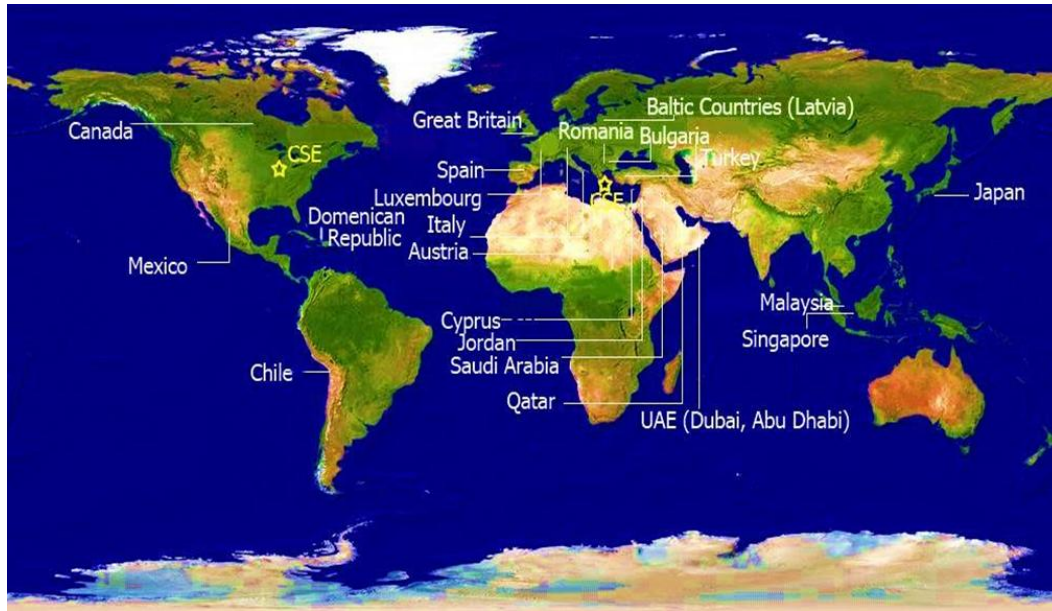 Canada
CSE
Great Britain
Baltic Countries (Latvia)
Romania
Bulgaria
Turkey
Spain
Luxembourg
CSE
Japan
Domenican
Republic
Italy
Austria
Mexico
Malaysia
Singapore
Cyprus
Jordan
Saudi Arabia
Chile
Qatar
UAE (Dubai, Abu Dhabi)